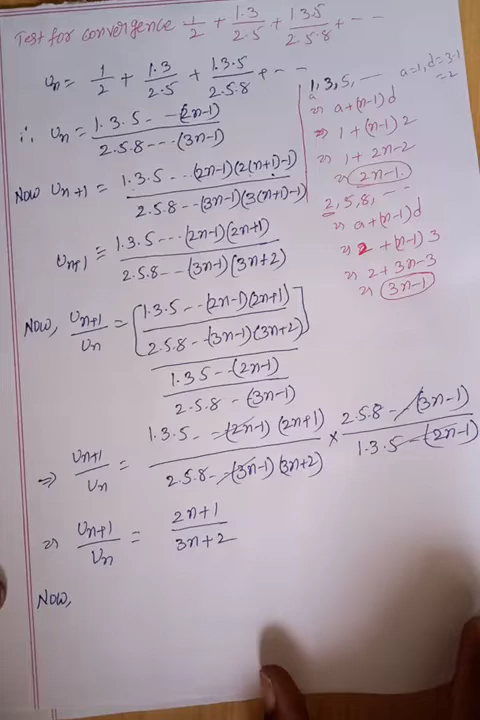 Test for convergence 1/2 + 1.3/2.5 + 1.3.5/2.5.8 + - -
Un = 1/2 + 1.3/2.5 + 1.3.5/2.5.8 + - -
∴ Un = 1.3.5 - - (2n-1) / 2.5.8 - - - (3n-1)
Now Un+1 = 1.3.5 - - - (2n-1)(2(n+1)-1) / 2.5.8 - - - (3n-1)(3(n+1)-1)
Un+1 = 1.3.5 - - - (2n-1)(2n+1) / 2.5.8 - - (3n-1)(3n+2)
Now, Un+1/Un = [1.3.5 - - - (2n-1)(2n+1) / 2.5.8 - - (3n-1)(3n+2)] / 1.3.5 - - (2n-1) / 2.5.8 - - (3n-1)
⇒ Un+1/Un = 1.3.5 - - - (2n-1)(2n+1) / 2.5.8 - - (3n-1)(3n+2) × 2.5.8 - - (3n-1) / 1.3.5 - - (2n-1)
⇒ Un+1/Un = 2n+1 / 3n+2
Now,
1, 3, 5, - - -
a
a=1, d=3-1
=2
⇒ a+(n-1)d
⇒ 1+(n-1)2
⇒ 1+2n-2
⇒ 2n-1
2, 5, 8, - - -
⇒ a+(n-1)d
⇒ 2+(n-1)3
⇒ 2+3n-3
⇒ 3n-1